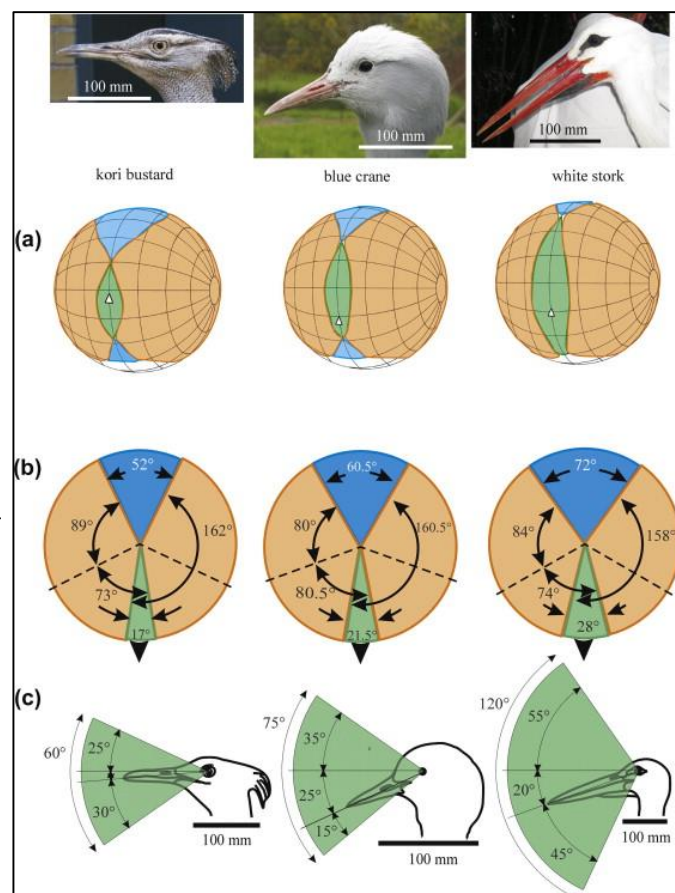 100 mm
100 mm
100 mm
kori bustard
blue crane
white stork
(a)
(b)
52°
89°
162°
73°
17°
60.5°
80°
160.5°
80.5°
21.5°
72°
84°
158°
74°
28°
(c)
60°
25°
30°
100 mm
75°
35°
25°
15°
100 mm
120°
55°
20°
45°
100 mm